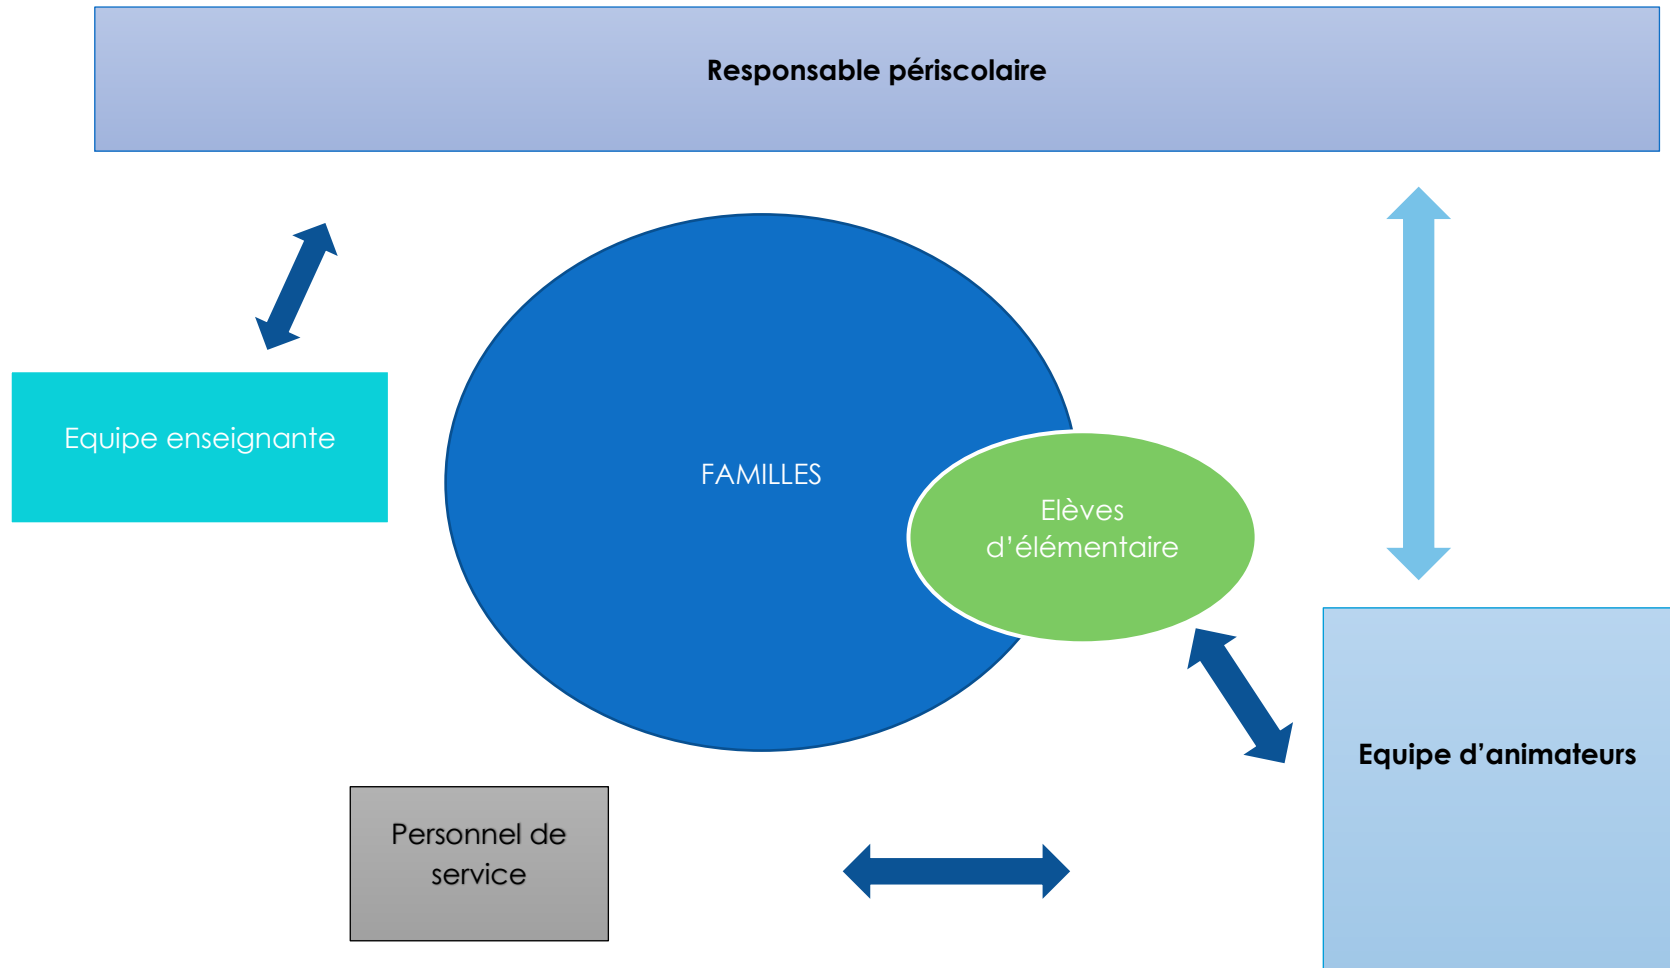 Responsable périscolaire
Equipe enseignante
FAMILLES
Elèves
d’élémentaire
Equipe d’animateurs
Personnel de
service